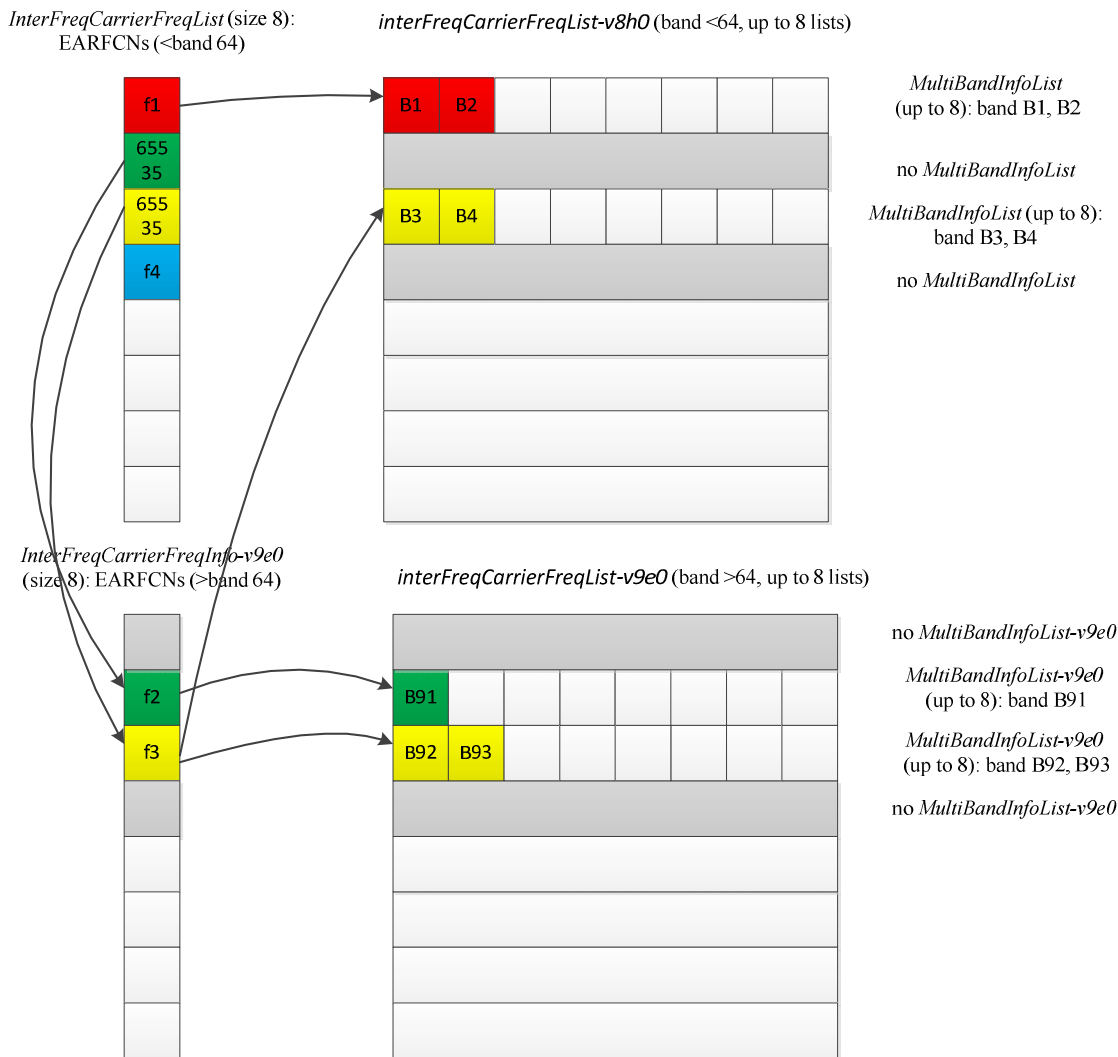 InterFreqCarrierFreqList (size 8):
EARFCNs (<band 64)
interFreqCarrierFreqList-v8h0 (band <64, up to 8 lists)
f1
B1 B2
MultiBandInfoList
(up to 8): band B1, B2
655
35
no MultiBandInfoList
655
35
B3 B4
MultiBandInfoList (up to 8):
band B3, B4
f4
no MultiBandInfoList
InterFreqCarrierFreqInfo-v9e0
(size 8): EARFCNs (>band 64)
interFreqCarrierFreqList-v9e0 (band >64, up to 8 lists)
no MultiBandInfoList-v9e0
f2
B91
MultiBandInfoList-v9e0
(up to 8): band B91
f3
B92 B93
MultiBandInfoList-v9e0
(up to 8): band B92, B93
no MultiBandInfoList-v9e0